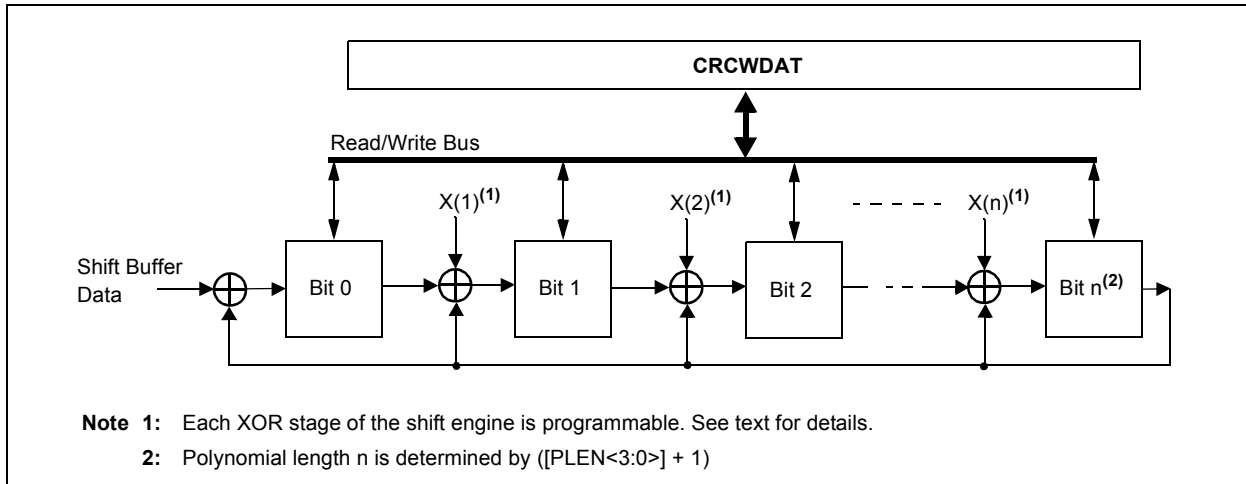 CRCWDAT
Read/Write Bus
X(1)(1)
X(2)(1)
X(n)(1)
Shift Buffer
Data
Bit 0
Bit 1
Bit 2
Bit n(2)
Note 1: Each XOR stage of the shift engine is programmable. See text for details.
2: Polynomial length n is determined by ([PLEN<3:0>] + 1)